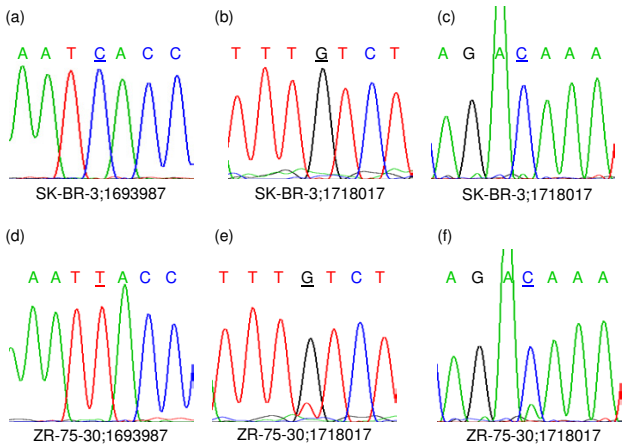 (a)
A A T C A C C
SK-BR-3;1693987
(b)
T T T G T C T
SK-BR-3;1718017
(c)
A G A C A A A
SK-BR-3;1718017
(d)
A A T T A C C
ZR-75-30;1693987
(e)
T T T G T C T
ZR-75-30;1718017
(f)
A G A C A A A
ZR-75-30;1718017